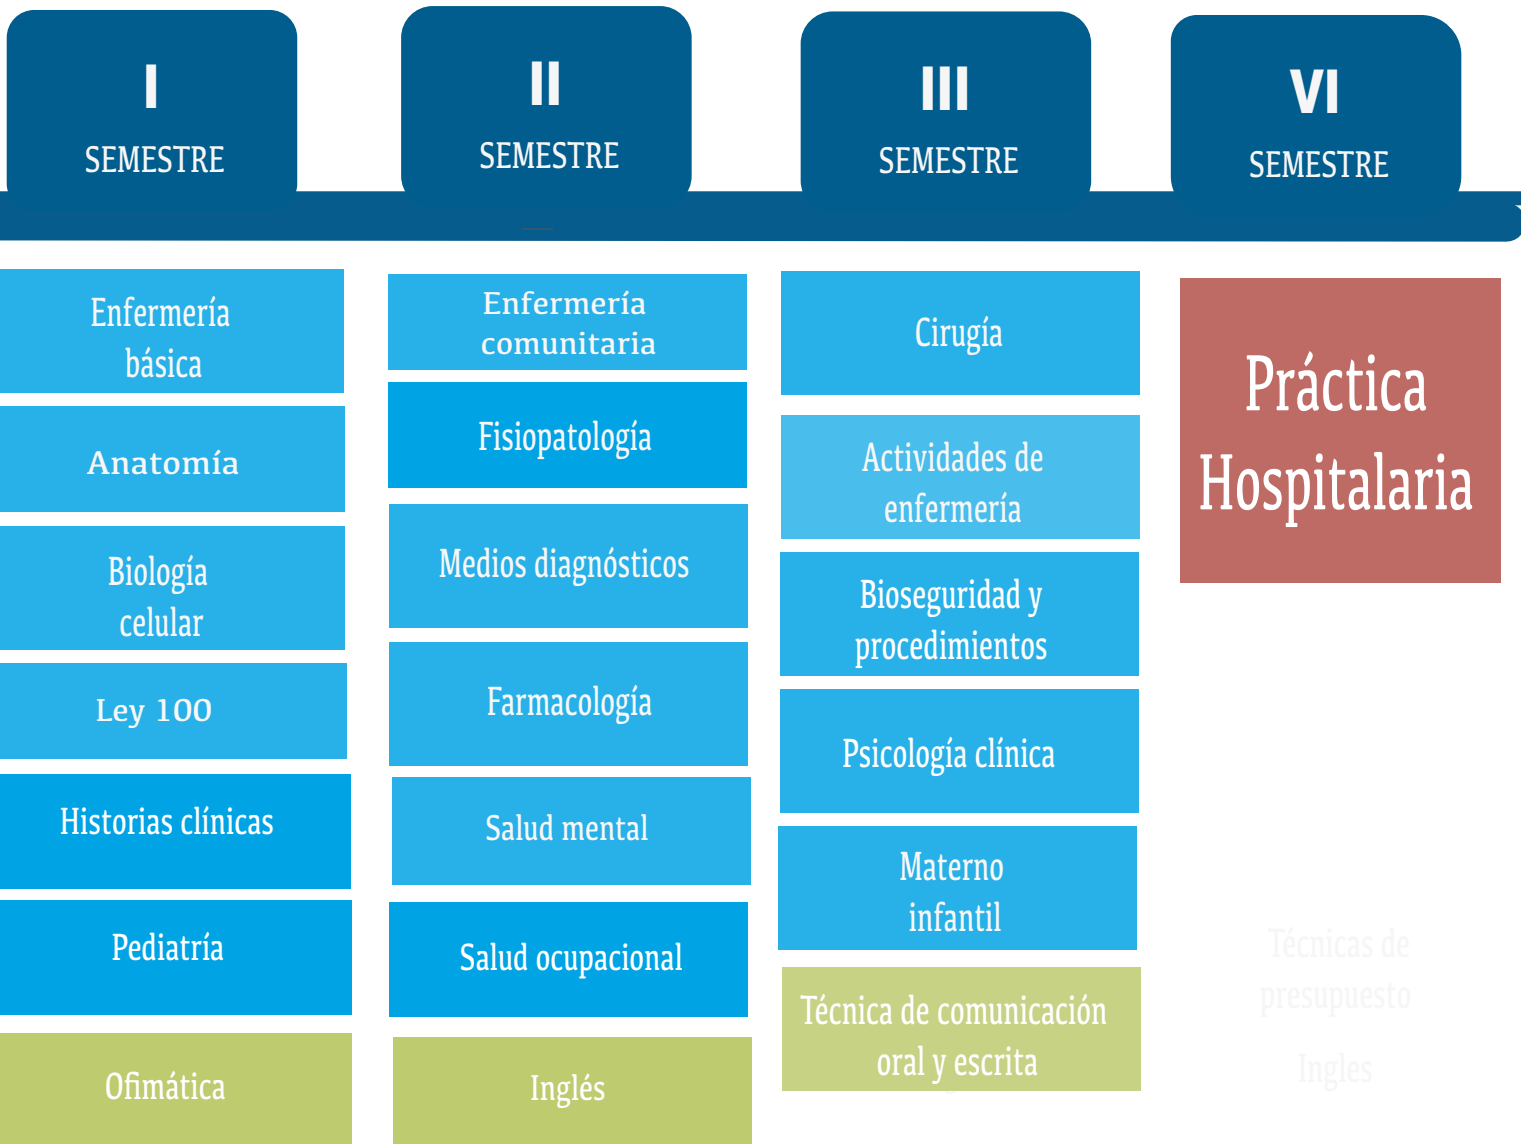 I
SEMESTRE
II
SEMESTRE
III
SEMESTRE
VI
SEMESTRE
Enfermería
básica
Anatomía
Biología
celular
Ley 100
Historias clínicas
Pediatría
Ofimática
Enfermería
comunitaria
Fisiopatología
Medios diagnósticos
Farmacología
Salud mental
Salud ocupacional
Inglés
Cirugía
Actividades de
enfermería
Bioseguridad y
procedimientos
Psicología clínica
Materno
infantil
Técnica de comunicación
oral y escrita
Práctica
Hospitalaria
Técnicas de
presupuesto
Ingles